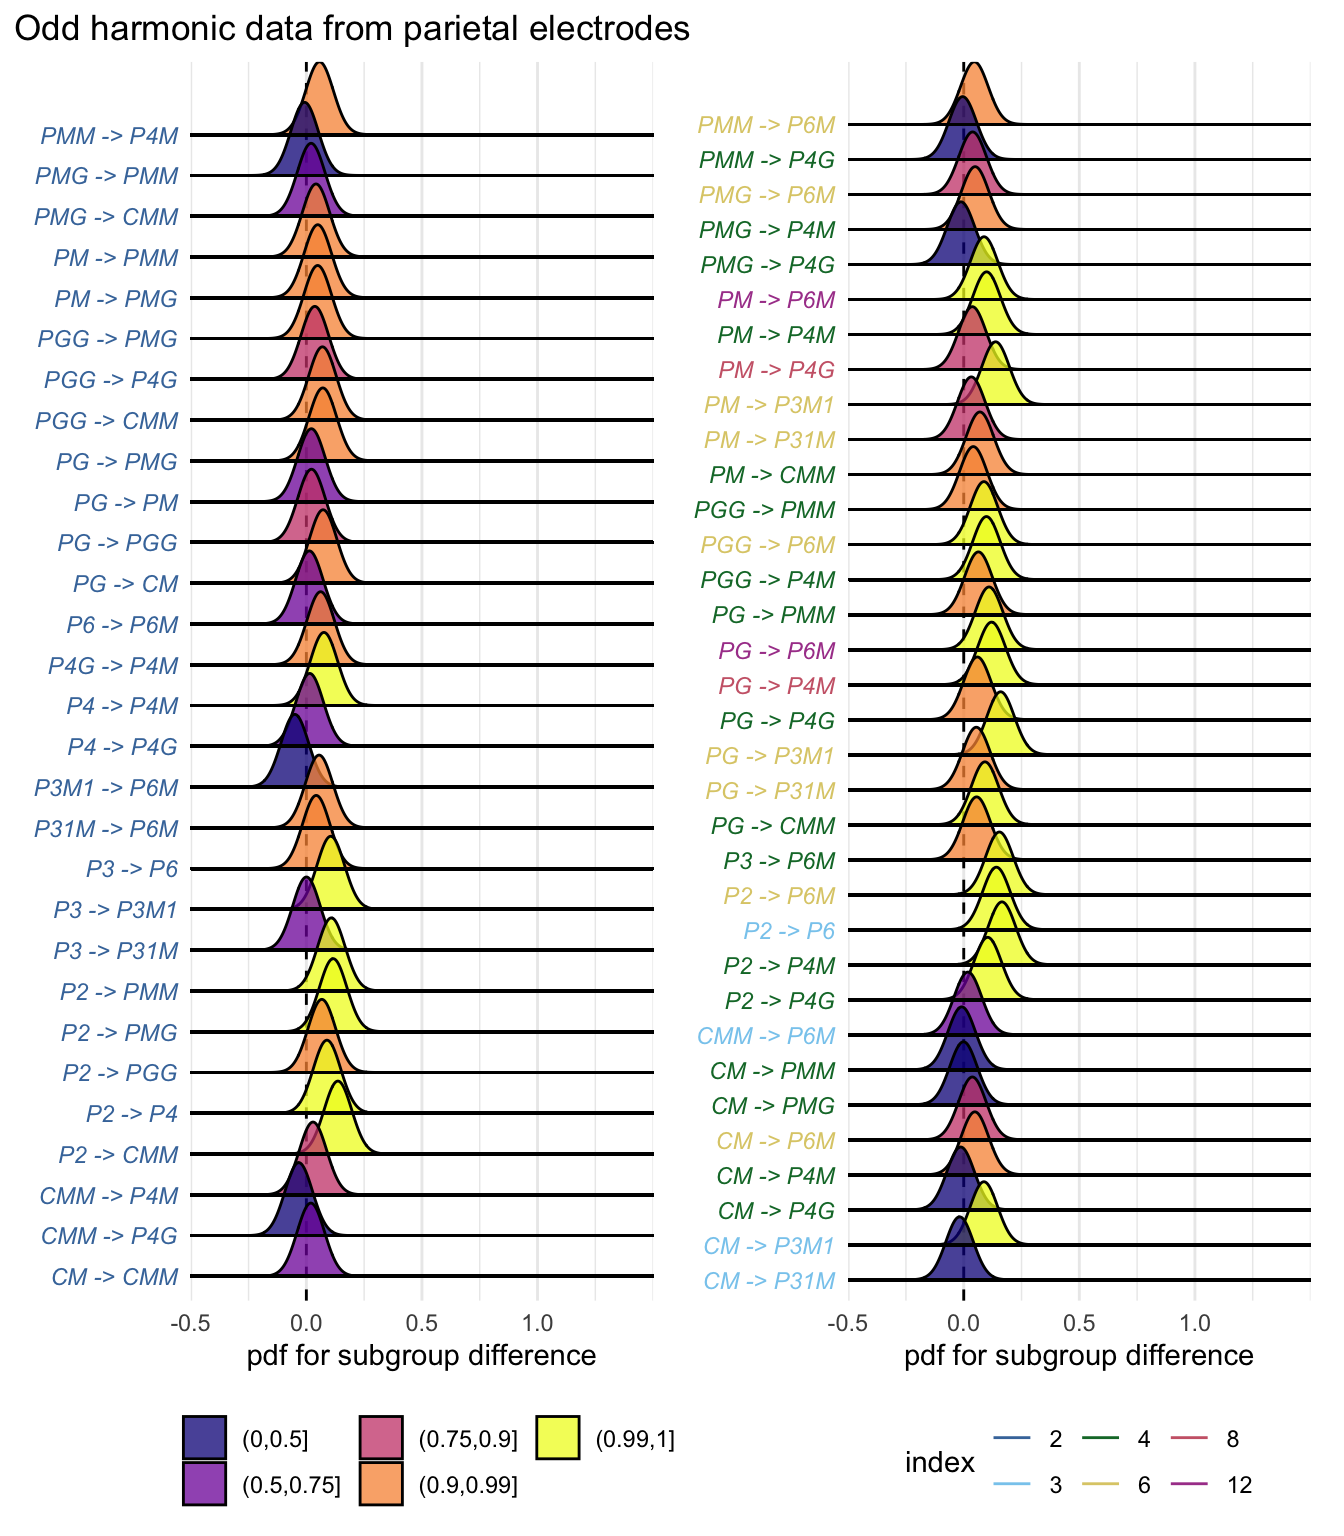 Odd harmonic data from parietal electrodes
PMM -> P4M
PMG -> PMM
PMG -> CMM
PM -> PMM
PM -> PMG
PGG -> PMG
PGG -> P4G
PGG -> CMM
PG -> PMG
PG -> PM
PG -> PGG
PG -> CM
P6 -> P6M
P4G -> P4M
P4 -> P4M
P4 -> P4G
P3M1 -> P6M
P31M -> P6M
P3 -> P6
P3 -> P3M1
P3 -> P31M
P2 -> PMM
P2 -> PMG
P2 -> PGG
P2 -> P4
P2 -> CMM
CMM -> P4M
CMM -> P4G
CM -> CMM
-0.5 0.0 0.5 1.0
pdf for subgroup difference
PMM -> P6M
PMM -> P4G
PMG -> P6M
PMG -> P4M
PMG -> P4G
PM -> P6M
PM -> P4M
PM -> P4G
PM -> P3M1
PM -> P31M
PM -> CMM
PGG -> PMM
PGG -> P6M
PGG -> P4M
PG -> PMM
PG -> P6M
PG -> P4M
PG -> P4G
PG -> P3M1
PG -> P31M
PG -> CMM
P3 -> P6M
P2 -> P6M
P2 -> P6
P2 -> P4M
P2 -> P4G
CMM -> P6M
CM -> PMM
CM -> PMG
CM -> P6M
CM -> P4M
CM -> P4G
CM -> P3M1
CM -> P31M
-0.5 0.0 0.5 1.0
pdf for subgroup difference
(0,0.5] (0.75,0.9] (0.99,1]
(0.5,0.75] (0.9,0.99]
index
2 4 8
3 6 12